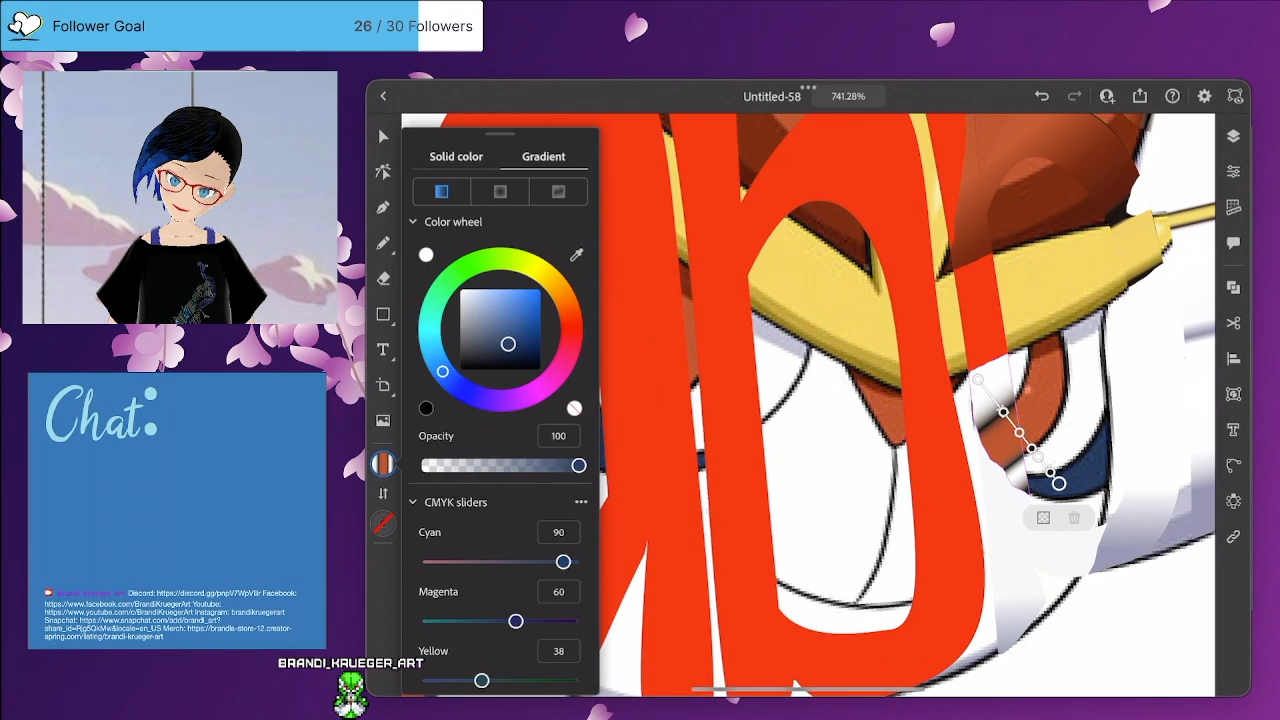 Follower Goal
26 / 30 Followers
Untitled-58
741.28%
Solid color
Gradient
Color wheel
Opacity
100
CMYK sliders
Cyan
90
Magenta
60
Yellow
38
Chat:
Brandi_Krueger_Art: Discord: https://discord.gg/pnpV7WpVBr Facebook:
https://www.facebook.com/BrandiKruegerArt Youtube:
https://www.youtube.com/c/BrandiKruegerArt Instagram: brandikruegerart
Snapchat: https://www.snapchat.com/add/brandi_art?
share_id=Rjg5QkMw&locale=en_US Merch: https://brandis-store-12.creator-
spring.com/listing/brandi-krueger-art
BRANDI_KRUEGER_ART